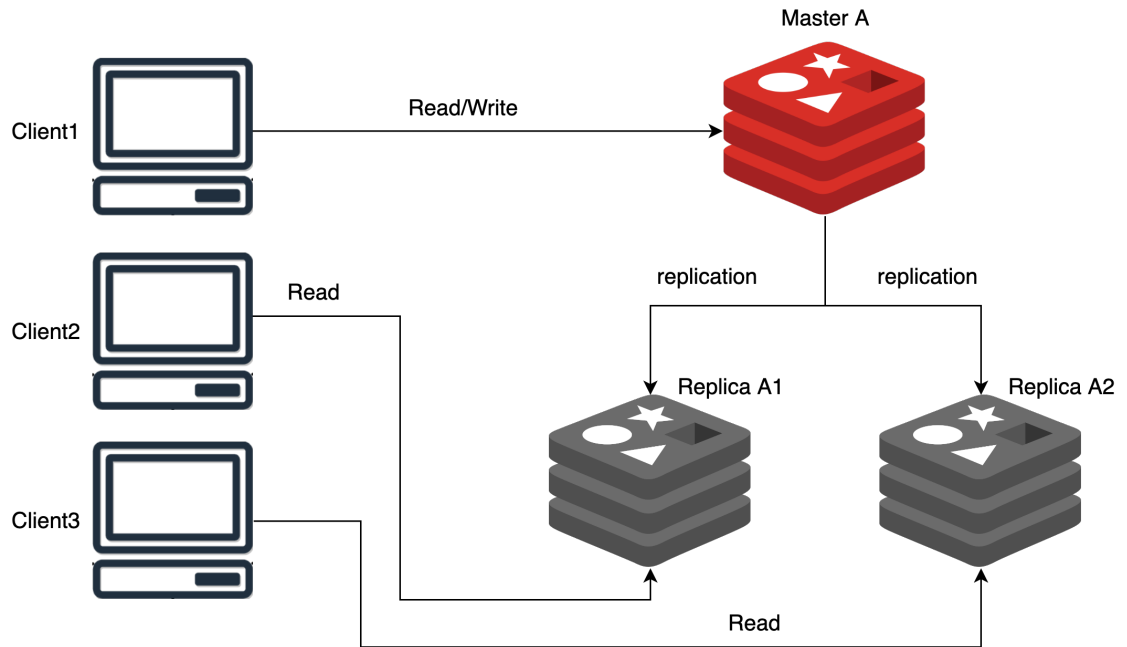 Master A
Client1
Read/Write
replication
replication
Read
Client2
Replica A1
Replica A2
Client3
Read